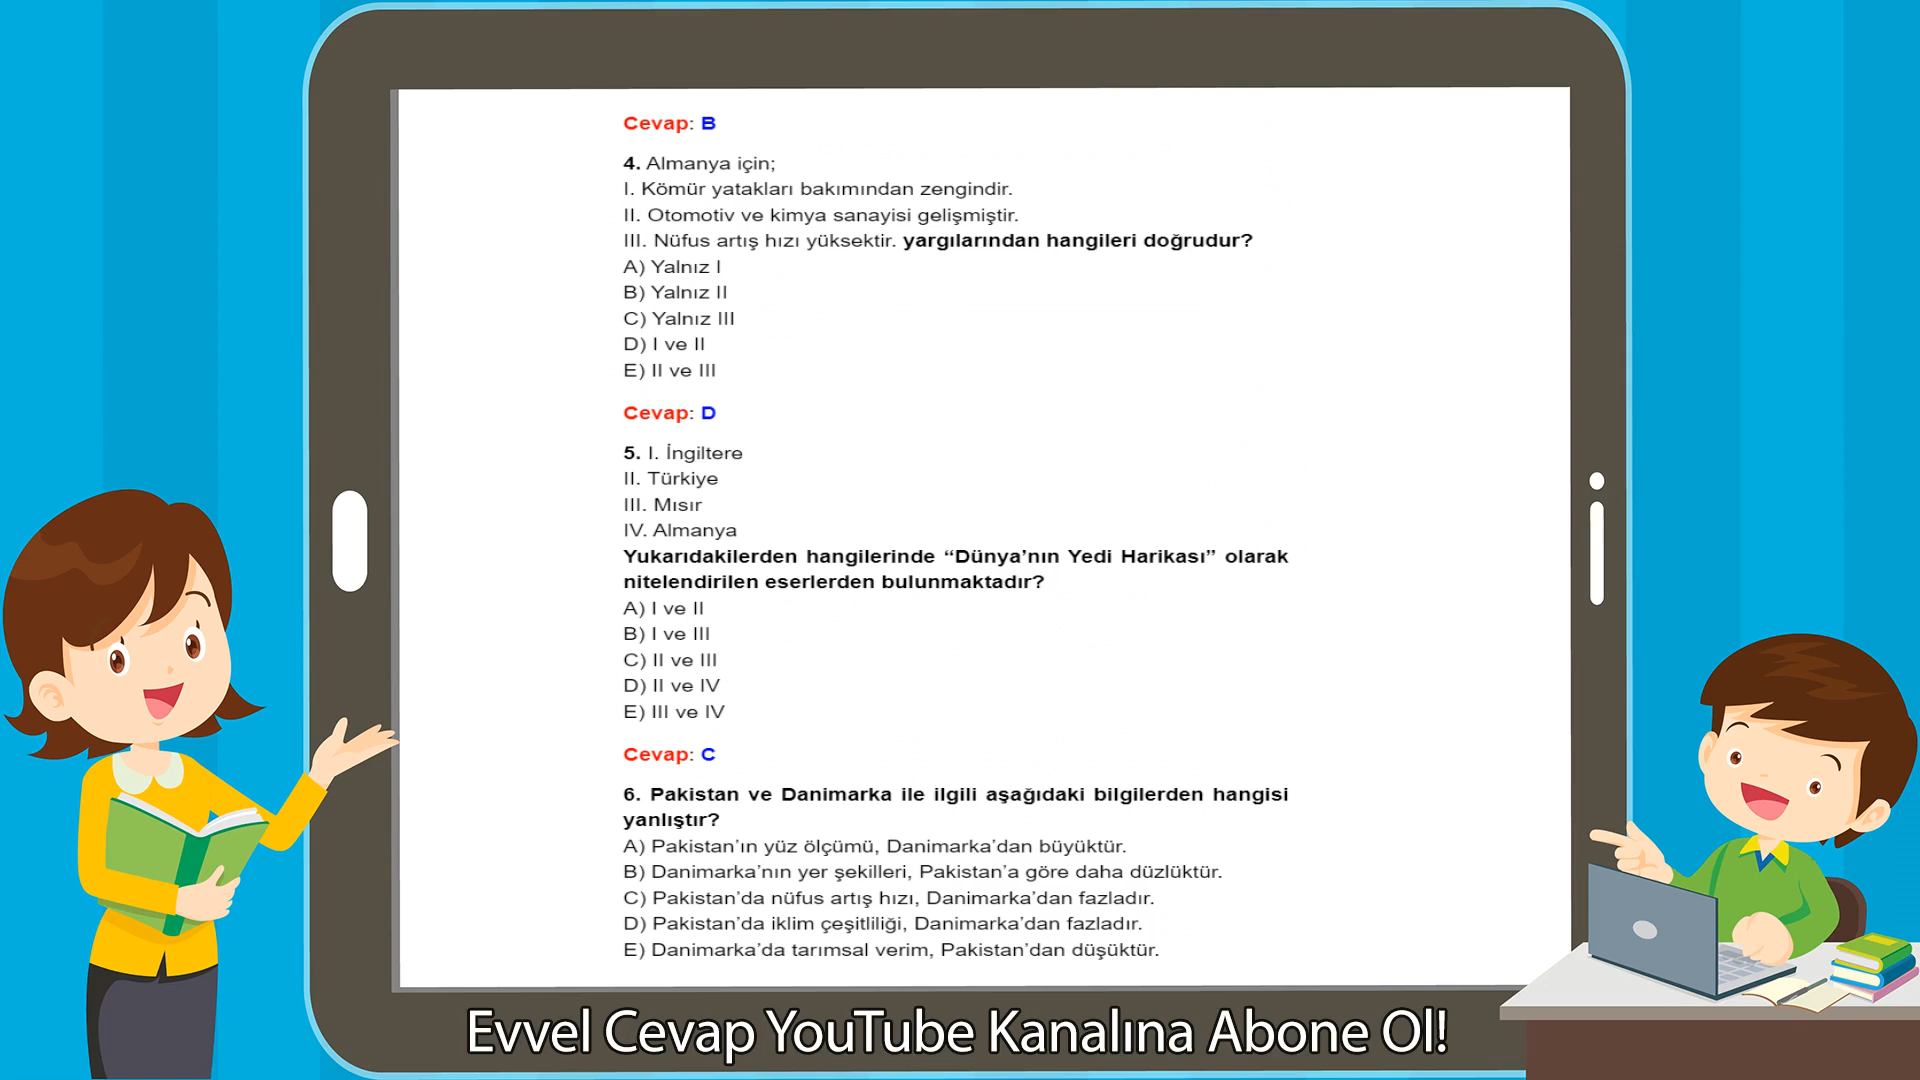 Cevap: B
4. Almanya için;
I. Kömür yatakları bakımından zengindir.
II. Otomotiv ve kimya sanayisi gelişmiştir.
III. Nüfus artış hızı yüksektir. yargılarından hangileri doğrudur?
A) Yalnız I
B) Yalnız II
C) Yalnız III
D) I ve II
E) II ve III
Cevap: D
5. I. İngiltere
II. Türkiye
III. Mısır
IV. Almanya
Yukarıdakilerden hangilerinde “Dünya’nın Yedi Harikası” olarak
nitelendirilen eserlerden bulunmaktadır?
A) I ve II
B) I ve III
C) II ve III
D) II ve IV
E) III ve IV
Cevap: C
6. Pakistan ve Danimarka ile ilgili aşağıdaki bilgilerden hangisi
yanlıştır?
A) Pakistan’ın yüz ölçümü, Danimarka’dan büyüktür.
B) Danimarka’nın yer şekilleri, Pakistan’a göre daha düzlüktür.
C) Pakistan’da nüfus artış hızı, Danimarka’dan fazladır.
D) Pakistan’da iklim çeşitliliği, Danimarka’dan fazladır.
E) Danimarka’da tarımsal verim, Pakistan’dan düşüktür.
Evvel Cevap YouTube Kanalına Abone Ol!